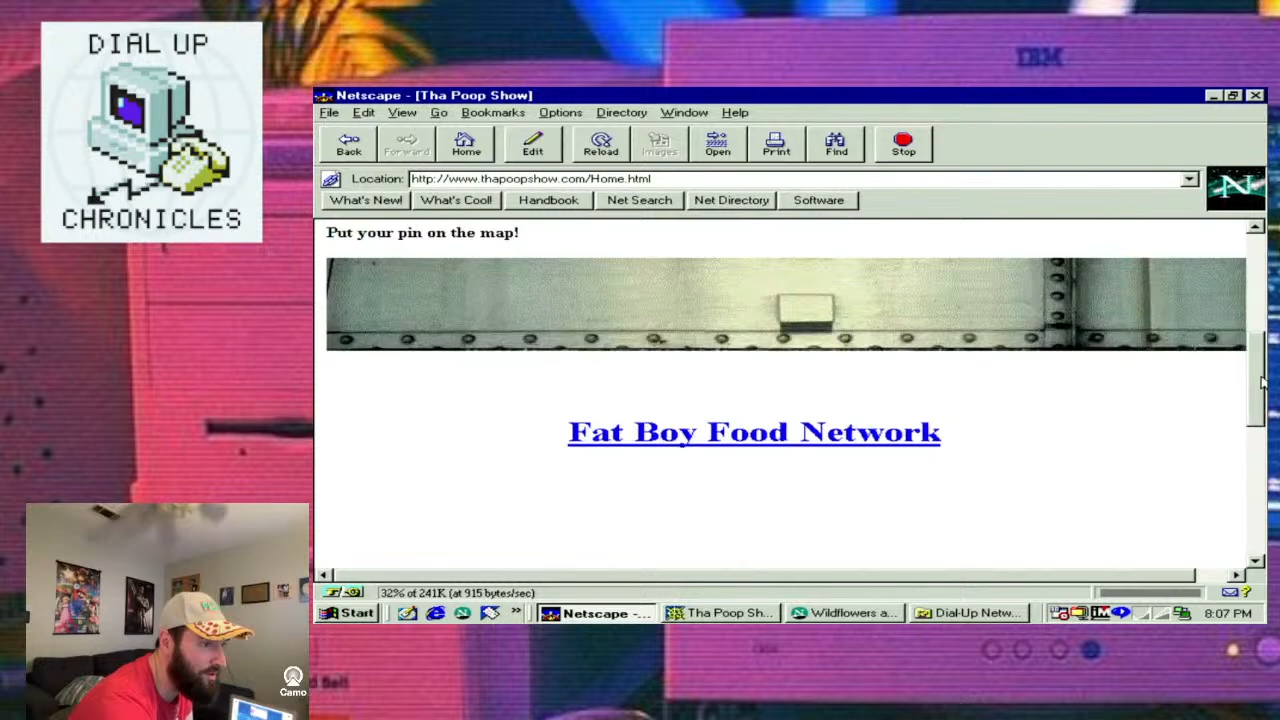 DIAL UP
CHRONICLES
IBM
Netscape - [Tha Poop Show]
File Edit View Go Bookmarks Options Directory Window Help
Back Forward Home Edit Reload Images Open Print Find Stop
Location: http://www.thapoopshow.com/Home.html
N
What's New! What's Cool! Handbook Net Search Net Directory Software
Put your pin on the map!
Fat Boy Food Network
32% of 241K (at 915 bytes/sec)
Start » Netscape -... Tha Poop Sh... Wildflowers a... Dial-Up Netw... 8:07 PM
Camo
d Bell